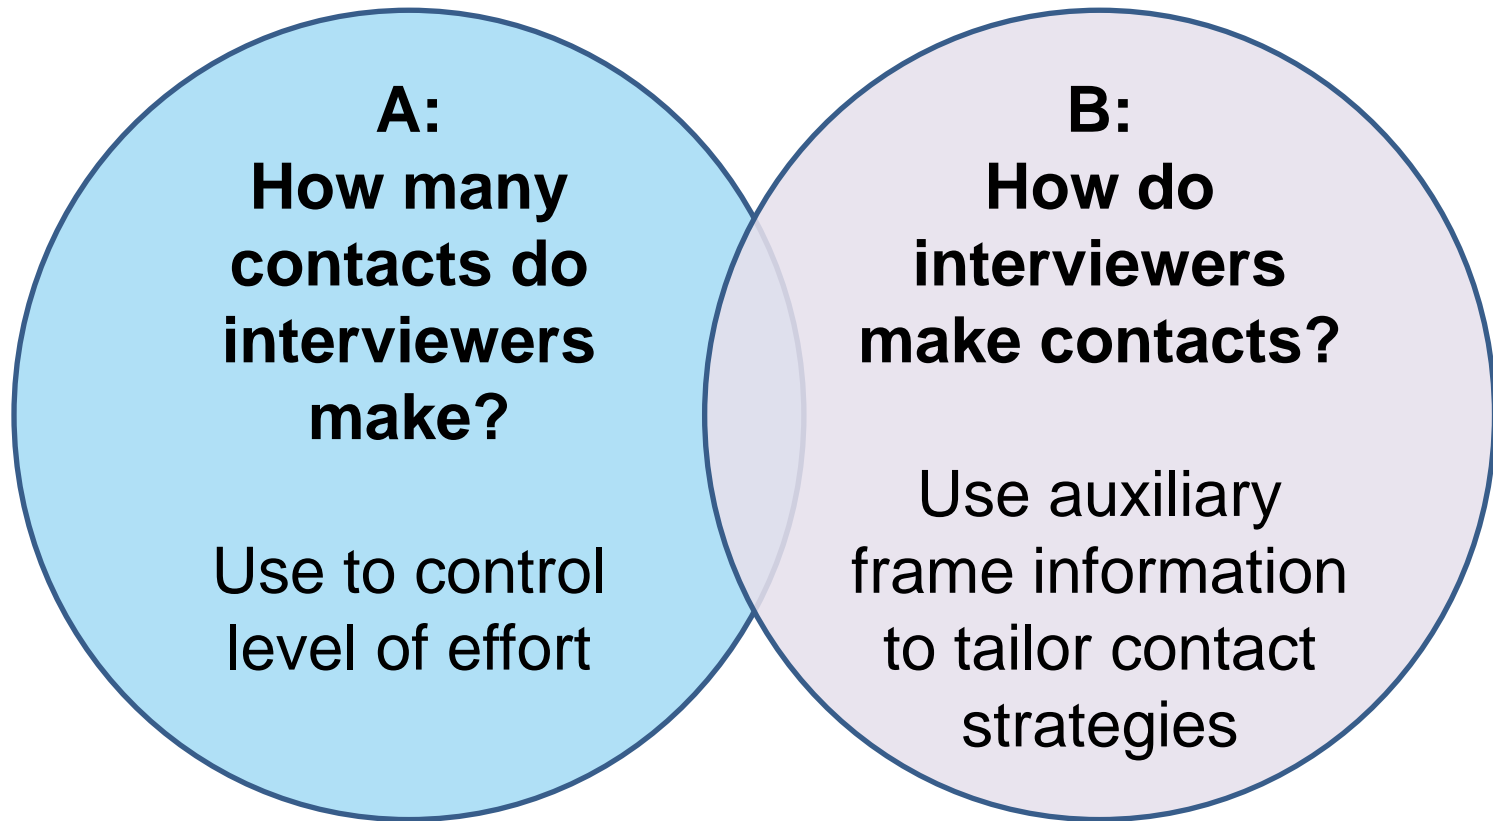 A:
How many
contacts do
interviewers
make?
Use to control
level of effort
B:
How do
interviewers
make contacts?
Use auxiliary
frame information
to tailor contact
strategies